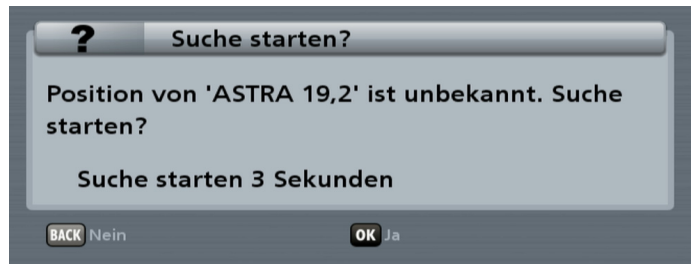 ? Suche starten?
Position von 'ASTRA 19,2' ist unbekannt. Suche
starten?
Suche starten 3 Sekunden
BACK Nein OK Ja